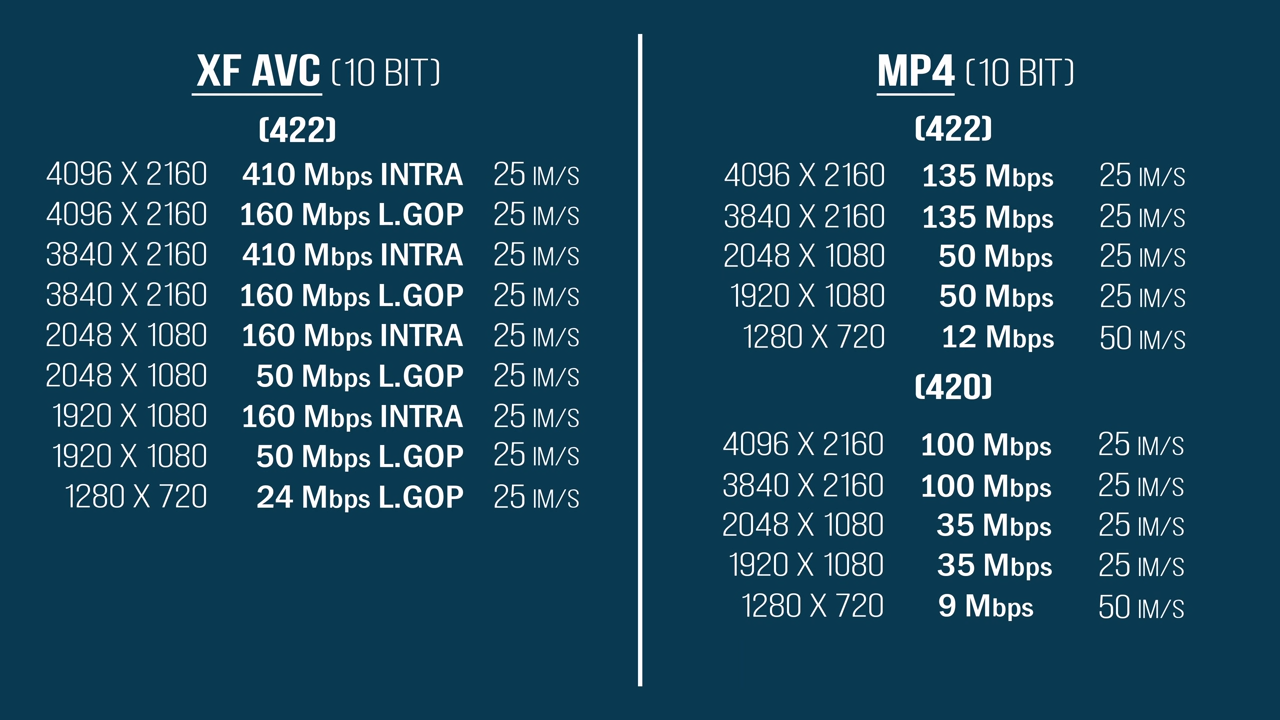 XF AVC (10 BIT)
(422)
4096 X 2160 410 Mbps INTRA 25 IM/S
4096 X 2160 160 Mbps L.GOP 25 IM/S
3840 X 2160 410 Mbps INTRA 25 IM/S
3840 X 2160 160 Mbps L.GOP 25 IM/S
2048 X 1080 160 Mbps INTRA 25 IM/S
2048 X 1080 50 Mbps L.GOP 25 IM/S
1920 X 1080 160 Mbps INTRA 25 IM/S
1920 X 1080 50 Mbps L.GOP 25 IM/S
1280 X 720 24 Mbps L.GOP 25 IM/S
MP4 (10 BIT)
(422)
4096 X 2160 135 Mbps 25 IM/S
3840 X 2160 135 Mbps 25 IM/S
2048 X 1080 50 Mbps 25 IM/S
1920 X 1080 50 Mbps 25 IM/S
1280 X 720 12 Mbps 50 IM/S
(420)
4096 X 2160 100 Mbps 25 IM/S
3840 X 2160 100 Mbps 25 IM/S
2048 X 1080 35 Mbps 25 IM/S
1920 X 1080 35 Mbps 25 IM/S
1280 X 720 9 Mbps 50 IM/S